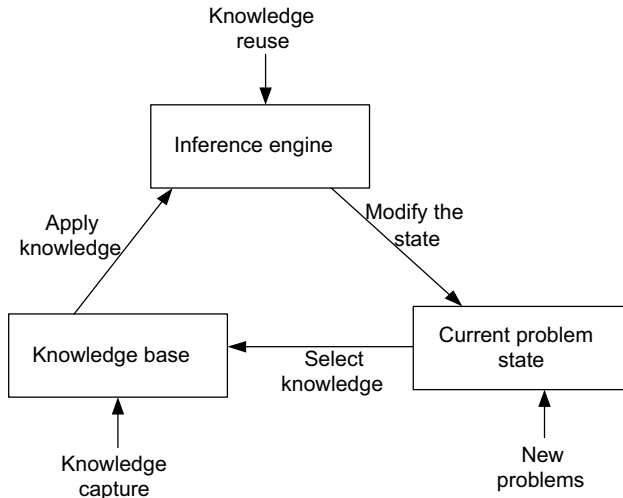 Knowledge
reuse
Inference engine
Apply
knowledge
Modify the
state
Knowledge base
Select
knowledge
Current problem
state
Knowledge
capture
New
problems